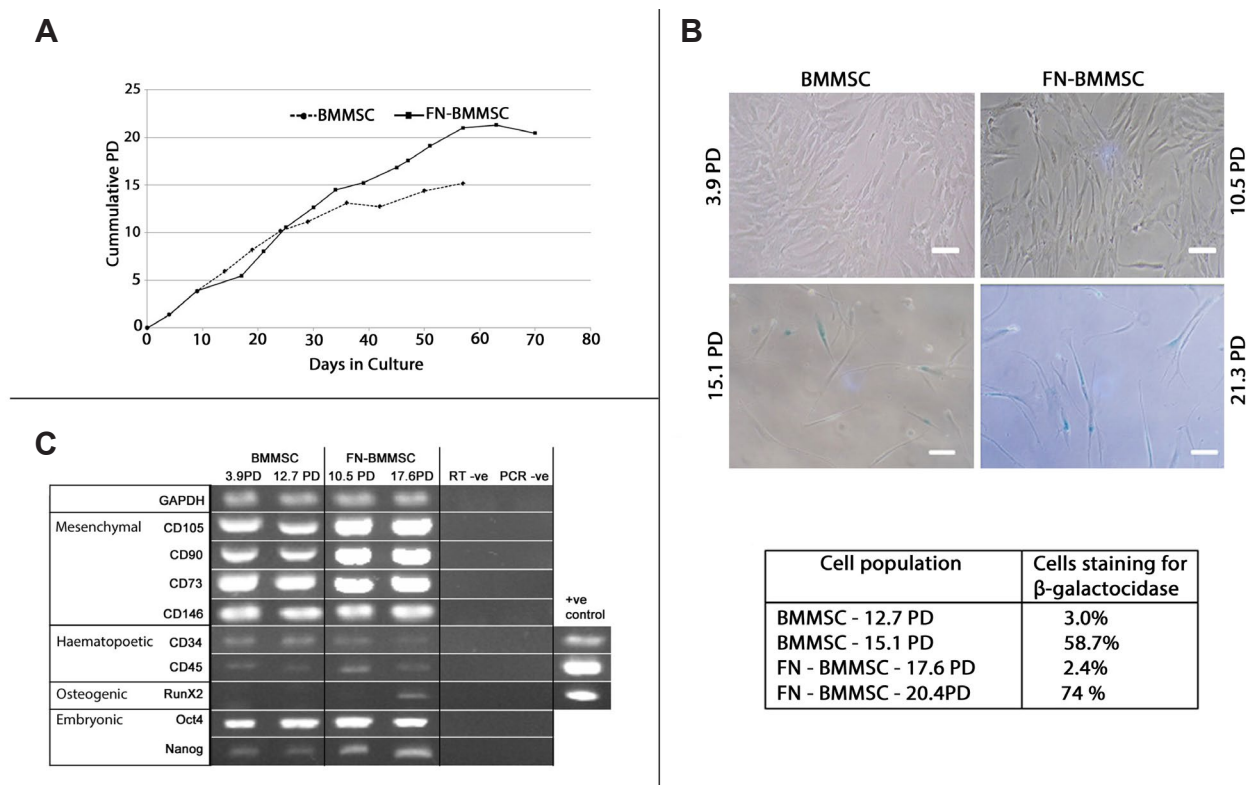 A
25
20
15
10
5
0
0 10 20 30 40 50 60 70 80
Cummulative PD
Days in Culture
BMMSC FN-BMMSC
B
BMMSC FN-BMMSC
3.9 PD
10.5 PD
15.1 PD
21.3 PD
Cell population Cells staining for
β-galactocidase
BMMSC - 12.7 PD 3.0%
BMMSC - 15.1 PD 58.7%
FN - BMMSC - 17.6 PD 2.4%
FN - BMMSC - 20.4PD 74 %
C
BMMSC FN-BMMSC
3.9PD 12.7 PD 10.5 PD 17.6PD RT -ve PCR -ve
GAPDH
Mesenchymal CD105
CD90
CD73
CD146
+ve
control
Haematopoetic CD34
CD45
Osteogenic RunX2
Embryonic Oct4
Nanog